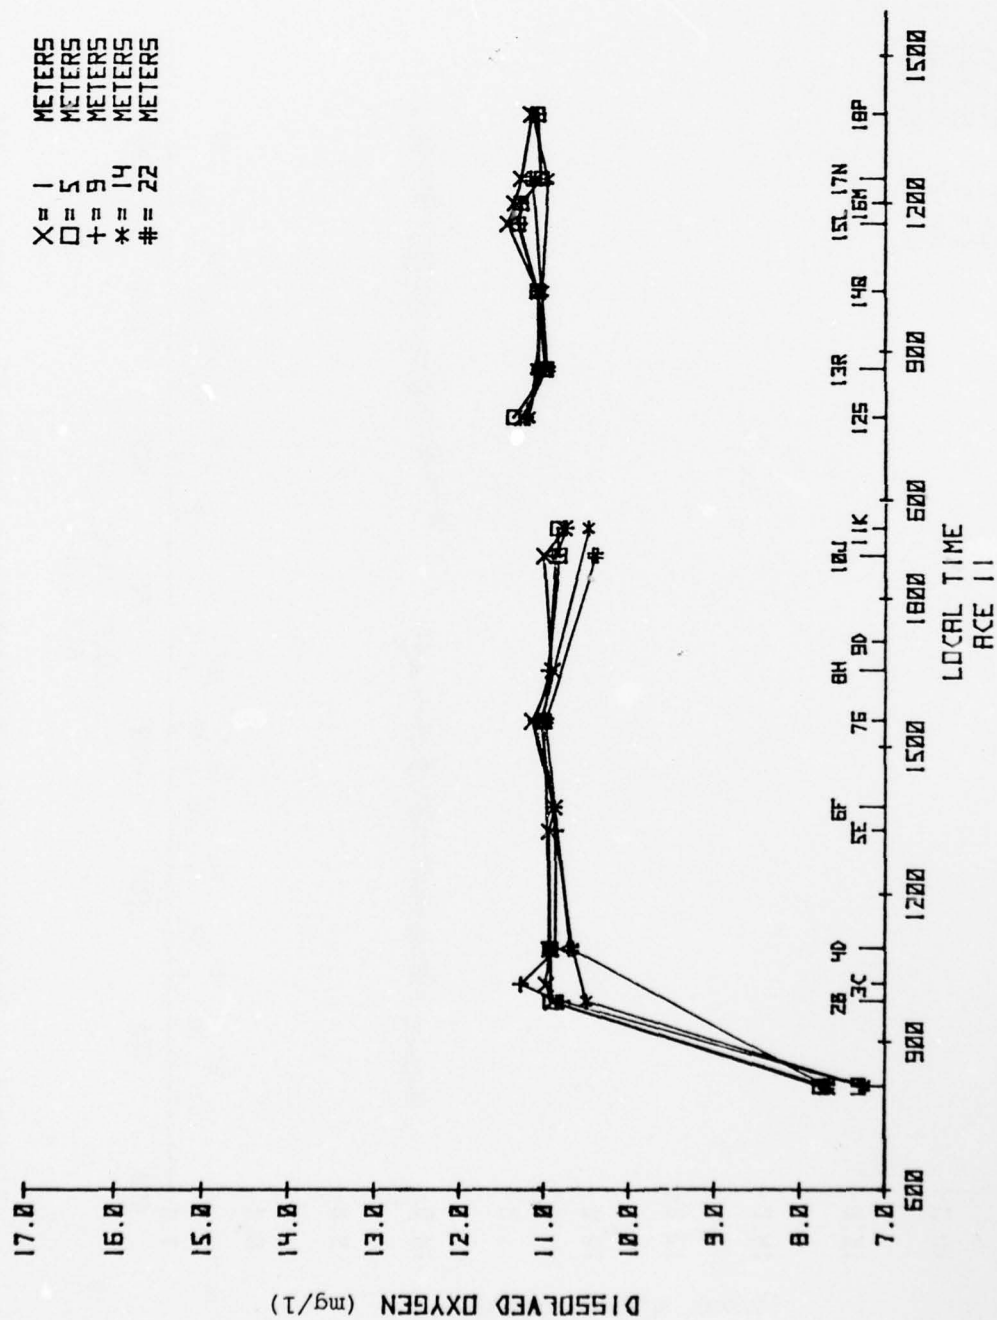 X = 1 METERS
□ = 5 METERS
+ = 9 METERS
* = 14 METERS
# = 22 METERS
DISSOLVED OXYGEN (mg/l)
17.0
16.0
15.0
14.0
13.0
12.0
11.0
10.0
9.0
8.0
7.0
2B 3C 4D 5E 6F 7G 8H 9D 10J 11K 12S 13R 14Q 15L 16M 17N 18P
600 900 1200 1500 1800 600 900 1200 1500
LOCAL TIME
ACE II